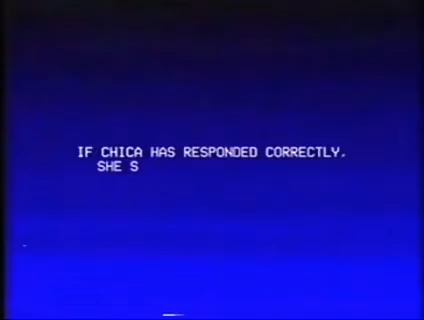 IF CHICA HAS RESPONDED CORRECTLY,
SHE S